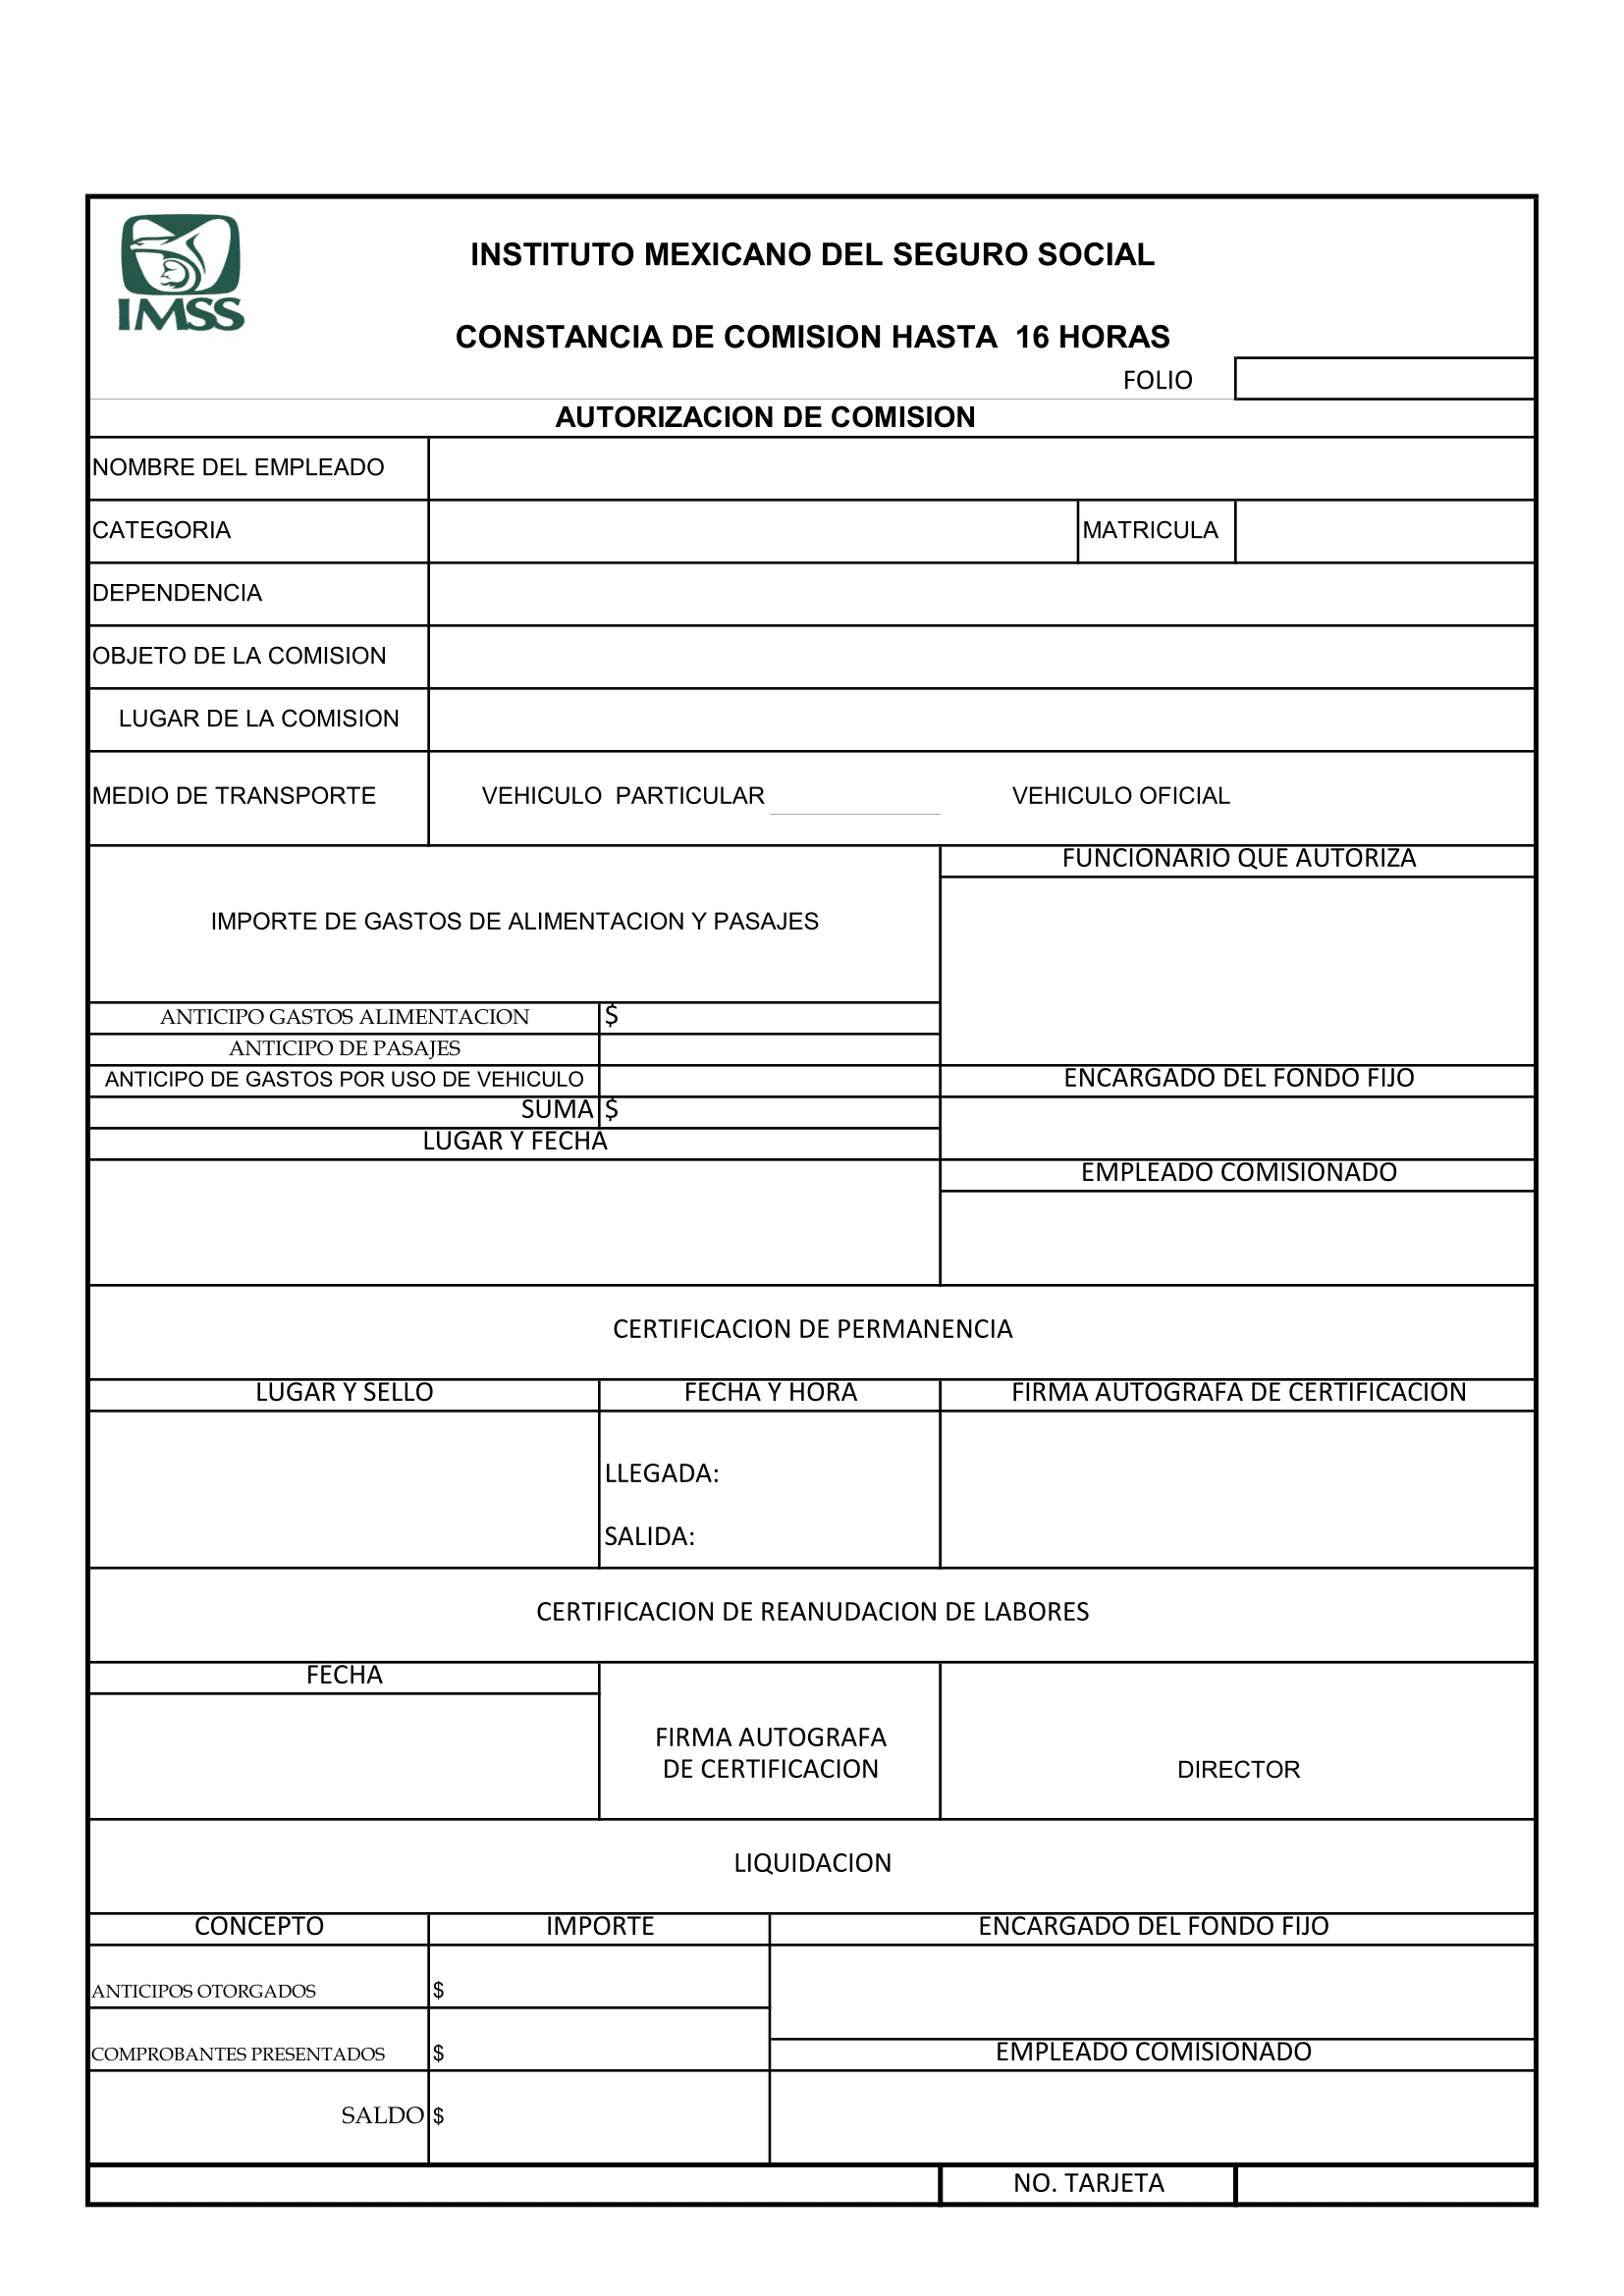 IMSS
INSTITUTO MEXICANO DEL SEGURO SOCIAL
CONSTANCIA DE COMISION HASTA  16 HORAS
FOLIO
AUTORIZACION DE COMISION
NOMBRE DEL EMPLEADO
CATEGORIA MATRICULA
DEPENDENCIA
OBJETO DE LA COMISION
LUGAR DE LA COMISION
MEDIO DE TRANSPORTE VEHICULO  PARTICULAR VEHICULO OFICIAL
FUNCIONARIO QUE AUTORIZA
IMPORTE DE GASTOS DE ALIMENTACION Y PASAJES
ANTICIPO GASTOS ALIMENTACION $
ANTICIPO DE PASAJES
ANTICIPO DE GASTOS POR USO DE VEHICULO ENCARGADO DEL FONDO FIJO
SUMA $
LUGAR Y FECHA
EMPLEADO COMISIONADO
CERTIFICACION DE PERMANENCIA
LUGAR Y SELLO FECHA Y HORA FIRMA AUTOGRAFA DE CERTIFICACION
LLEGADA:
SALIDA:
CERTIFICACION DE REANUDACION DE LABORES
FECHA
FIRMA AUTOGRAFA
DE CERTIFICACION DIRECTOR
LIQUIDACION
CONCEPTO IMPORTE ENCARGADO DEL FONDO FIJO
ANTICIPOS OTORGADOS $
COMPROBANTES PRESENTADOS $ EMPLEADO COMISIONADO
SALDO $
NO. TARJETA